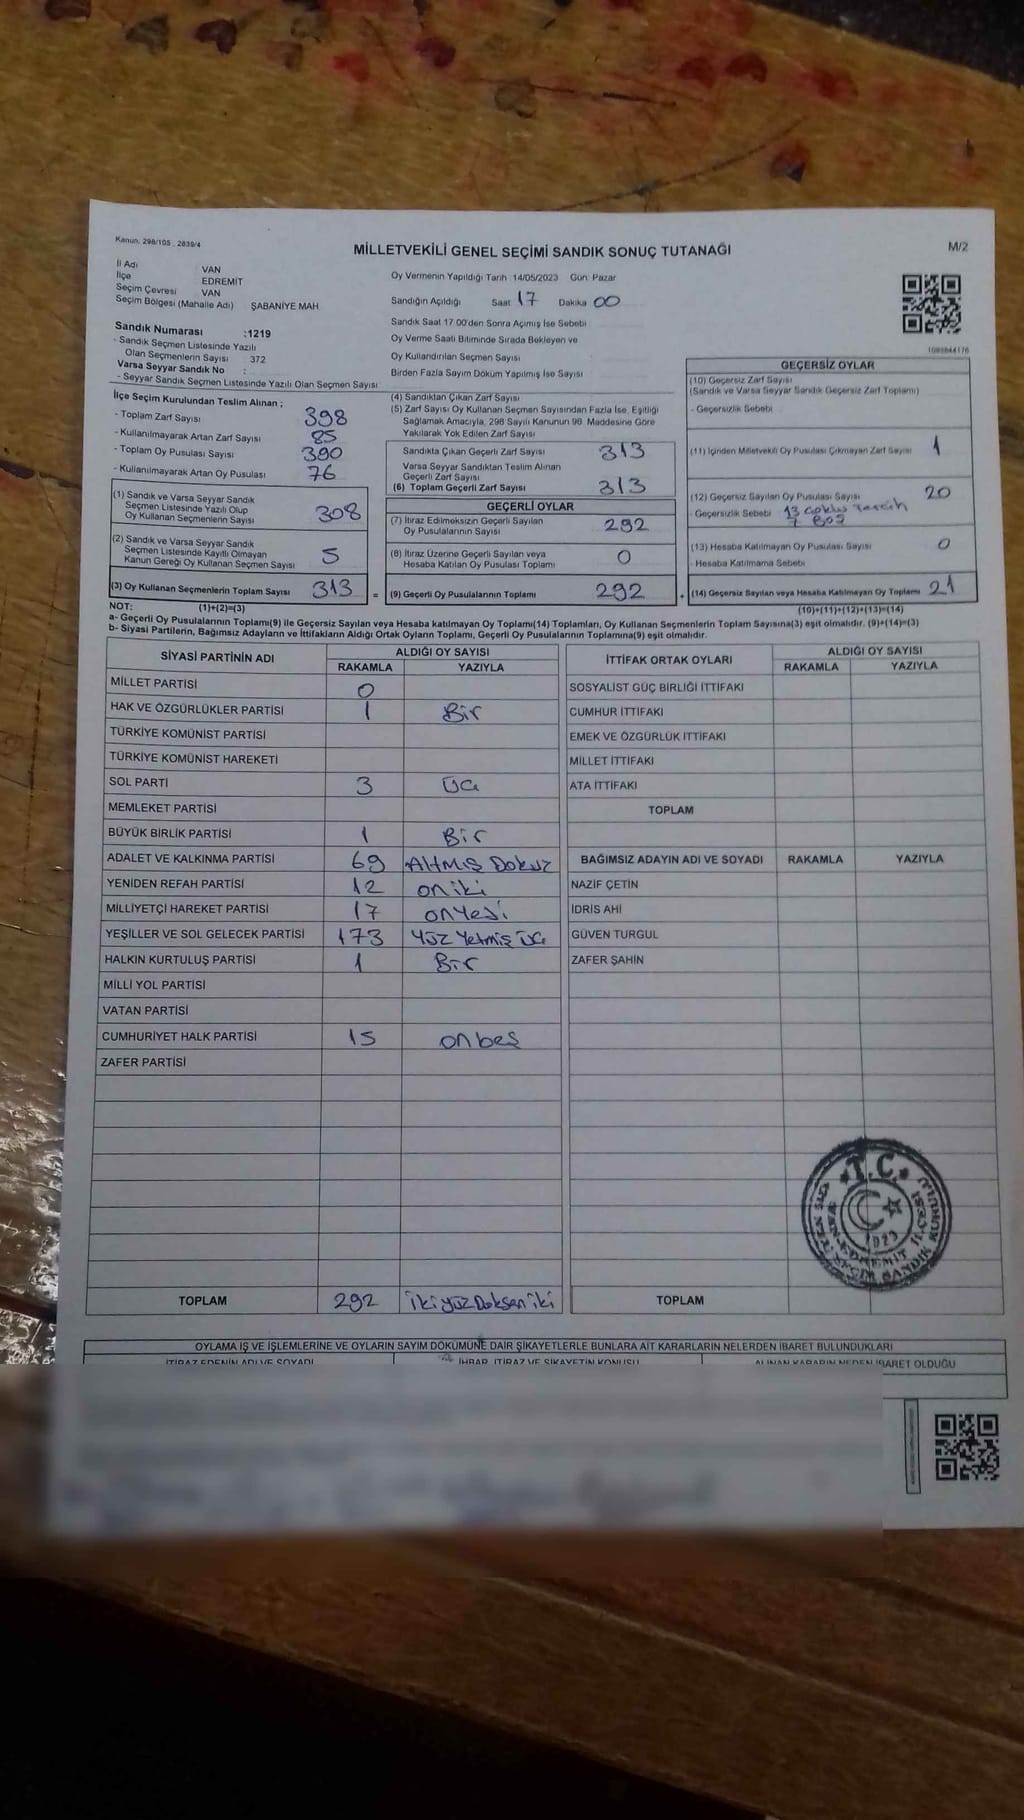 Kanun: 298/105 , 2839/4
MİLLETVEKİLİ GENEL SEÇİMİ SANDIK SONUÇ TUTANAĞI
M/2
İl Adı VAN
İlçe EDREMİT
Seçim Çevresi VAN
Seçim Bölgesi (Mahalle Adı) ŞABANİYE MAH
Oy Vermenin Yapıldığı Tarih 14/05/2023 Gün: Pazar
Sandığın Açıldığı Saat 17 Dakika 00
Sandık Saat 17:00'den Sonra Açılmış İse Sebebi
Oy Verme Saati Bitiminde Sırada Bekleyen ve
Oy Kullandırılan Seçmen Sayısı
Birden Fazla Sayım Döküm Yapılmış İse Sayısı
Sandık Numarası :1219
- Sandık Seçmen Listesinde Yazılı
Olan Seçmenlerin Sayısı : 372
Varsa Seyyar Sandık No :
- Seyyar Sandık Seçmen Listesinde Yazılı Olan Seçmen Sayısı
İlçe Seçim Kurulundan Teslim Alınan ;
- Toplam Zarf Sayısı 398
- Kullanılmayarak Artan Zarf Sayısı 85
- Toplam Oy Pusulası Sayısı 390
- Kullanılmayarak Artan Oy Pusulası 76
(1) Sandık ve Varsa Seyyar Sandık
Seçmen Listesinde Yazılı Olup
Oy Kullanan Seçmenlerin Sayısı 308
(2) Sandık ve Varsa Seyyar Sandık
Seçmen Listesinde Kayıtlı Olmayan
Kanun Gereği Oy Kullanan Seçmen Sayısı 5
(3) Oy Kullanan Seçmenlerin Toplam Sayısı 313 =
(4) Sandıktan Çıkan Zarf Sayısı
(5) Zarf Sayısı Oy Kullanan Seçmen Sayısından Fazla İse, Eşitliği
Sağlamak Amacıyla, 298 Sayılı Kanunun 98. Maddesine Göre
Yakılarak Yok Edilen Zarf Sayısı
Sandıkta Çıkan Geçerli Zarf Sayısı 313
Varsa Seyyar Sandıktan Teslim Alınan
Geçerli Zarf Sayısı
(6) Toplam Geçerli Zarf Sayısı 313
GEÇERLİ OYLAR
(7) İtiraz Edilmeksizin Geçerli Sayılan
Oy Pusulalarının Sayısı 292
(8) İtiraz Üzerine Geçerli Sayılan veya
Hesaba Katılan Oy Pusulası Toplamı 0
(9) Geçerli Oy Pusulalarının Toplamı 292 +
1093844176
GEÇERSİZ OYLAR
(10) Geçersiz Zarf Sayısı
(Sandık ve Varsa Seyyar Sandık Geçersiz Zarf Toplamı)
- Geçersizlik Sebebi
(11) İçinden Milletvekili Oy Pusulası Çıkmayan Zarf Sayısı 1
(12) Geçersiz Sayılan Oy Pusulası Sayısı 20
- Geçersizlik Sebebi 13 çoklu tercih
7 Boş
(13) Hesaba Katılmayan Oy Pusulası Sayısı 0
- Hesaba Katılmama Sebebi
(14) Geçersiz Sayılan veya Hesaba Katılmayan Oy Toplamı 21
NOT: (1)+(2)=(3)
(10)+(11)+(12)+(13)=(14)
a- Geçerli Oy Pusulalarının Toplamı(9) ile Geçersiz Sayılan veya Hesaba katılmayan Oy Toplamı(14) Toplamları, Oy Kullanan Seçmenlerin Toplam Sayısına(3) eşit olmalıdır. (9)+(14)=(3)
b- Siyasi Partilerin, Bağımsız Adayların ve İttifakların Aldığı Ortak Oyların Toplamı, Geçerli Oy Pusulalarının Toplamına(9) eşit olmalıdır.
SİYASİ PARTİNİN ADI ALDIĞI OY SAYISI
RAKAMLA YAZIYLA
MİLLET PARTİSİ 0
HAK VE ÖZGÜRLÜKLER PARTİSİ 1 Bir
TÜRKİYE KOMÜNİST PARTİSİ
TÜRKİYE KOMÜNİST HAREKETİ
SOL PARTİ 3 üç
MEMLEKET PARTİSİ
BÜYÜK BİRLİK PARTİSİ 1 Bir
ADALET VE KALKINMA PARTİSİ 69 Altmış Dokuz
YENİDEN REFAH PARTİSİ 12 on iki
MİLLİYETÇİ HAREKET PARTİSİ 17 onyedi
YEŞİLLER VE SOL GELECEK PARTİSİ 173 Yüz Yetmiş üç
HALKIN KURTULUŞ PARTİSİ 1 Bir
MİLLİ YOL PARTİSİ
VATAN PARTİSİ
CUMHURİYET HALK PARTİSİ 15 on beş
ZAFER PARTİSİ
TOPLAM 292 iki yüz Doksan iki
İTTİFAK ORTAK OYLARI ALDIĞI OY SAYISI
RAKAMLA YAZIYLA
SOSYALİST GÜÇ BİRLİĞİ İTTİFAKI
CUMHUR İTTİFAKI
EMEK VE ÖZGÜRLÜK İTTİFAKI
MİLLET İTTİFAKI
ATA İTTİFAKI
TOPLAM
BAĞIMSIZ ADAYIN ADI VE SOYADI RAKAMLA YAZIYLA
NAZİF ÇETİN
İDRİS AHİ
GÜVEN TURGUL
ZAFER ŞAHİN
T.C.
1923
TOPLAM
OYLAMA İŞ VE İŞLEMLERİNE VE OYLARIN SAYIM DÖKÜMÜNE DAİR ŞİKAYETLERLE BUNLARA AİT KARARLARIN NELERDEN İBARET BULUNDUKLARI
İTİRAZ EDENİN ADI VE SOYADI İHBAR, İTİRAZ VE ŞİKAYETİN KONUSU ALINAN KARARIN NEDEN İBARET OLDUĞU